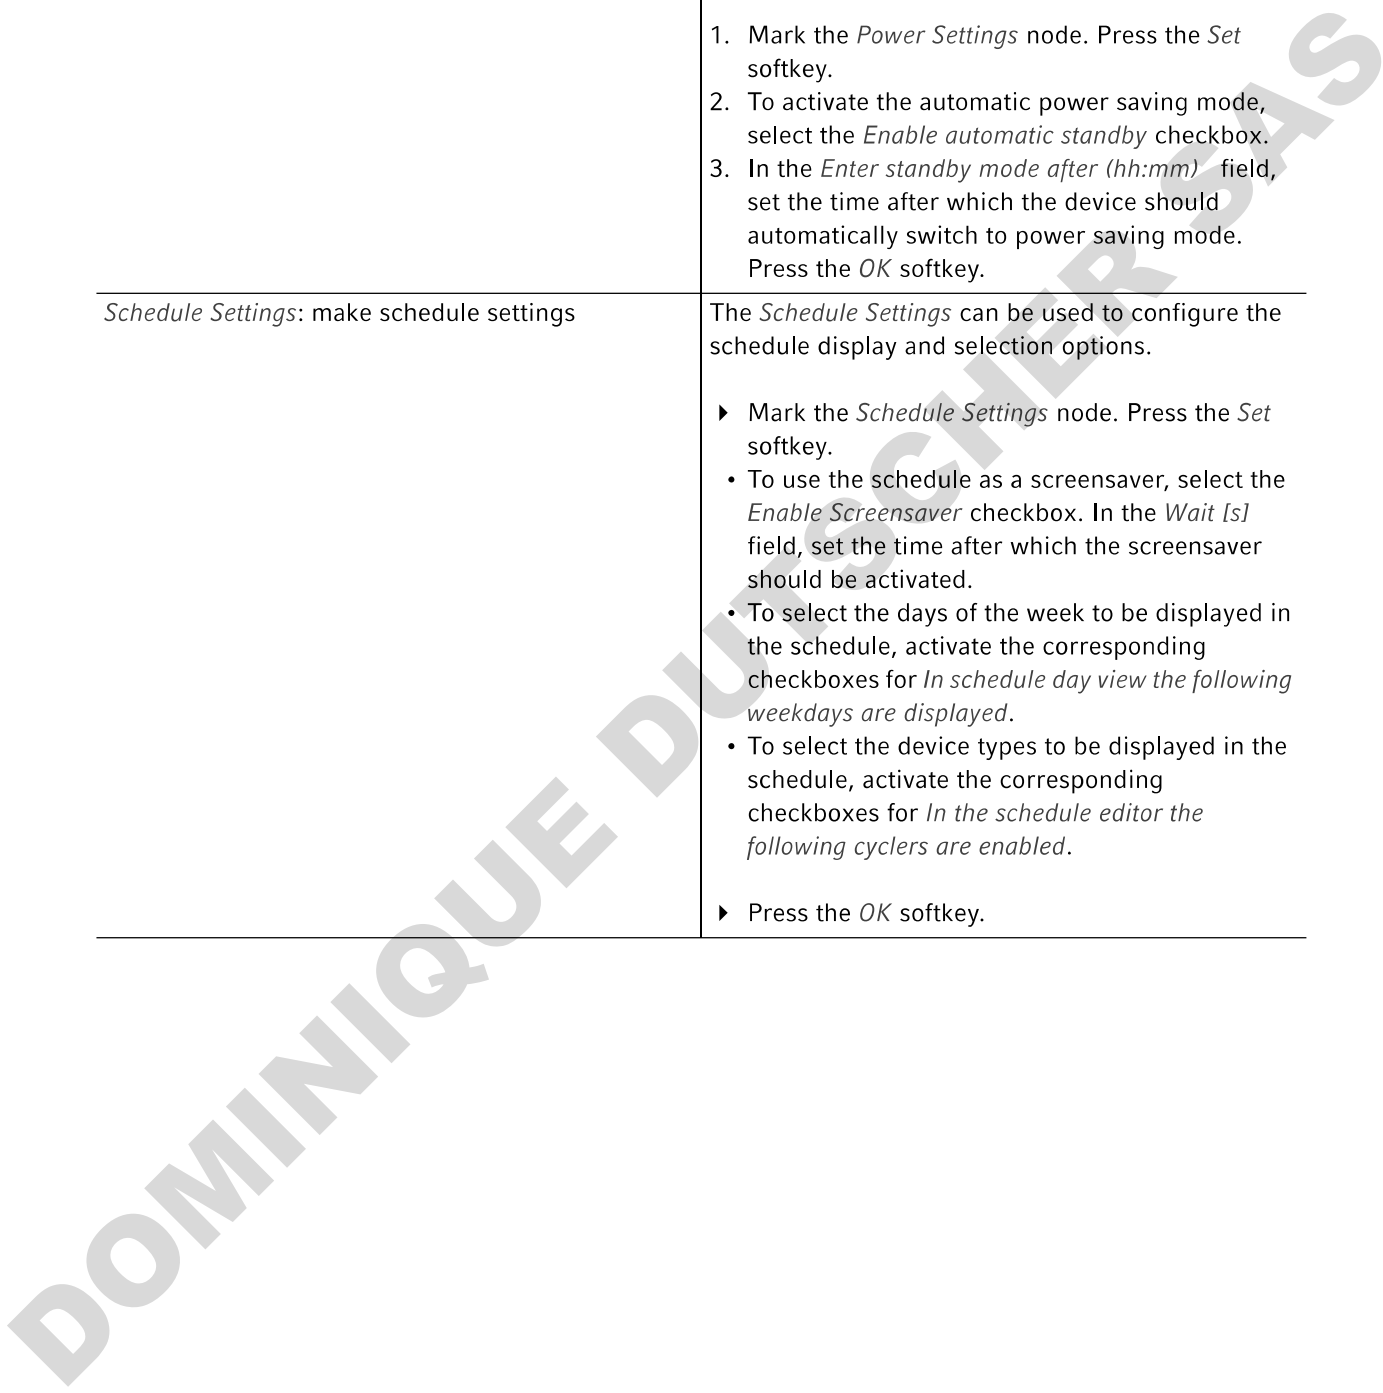 1. Mark the Power Settings node. Press the Set
softkey.
2. To activate the automatic power saving mode,
select the Enable automatic standby checkbox.
3. In the Enter standby mode after (hh:mm) field,
set the time after which the device should
automatically switch to power saving mode.
Press the OK softkey.
Schedule Settings: make schedule settings
The Schedule Settings can be used to configure the
schedule display and selection options.
Mark the Schedule Settings node. Press the Set
softkey.
• To use the schedule as a screensaver, select the
Enable Screensaver checkbox. In the Wait [s]
field, set the time after which the screensaver
should be activated.
• To select the days of the week to be displayed in
the schedule, activate the corresponding
checkboxes for In schedule day view the following
weekdays are displayed.
• To select the device types to be displayed in the
schedule, activate the corresponding
checkboxes for In the schedule editor the
following cyclers are enabled.
Press the OK softkey.
DOMINIQUE DUTSCHER SAS